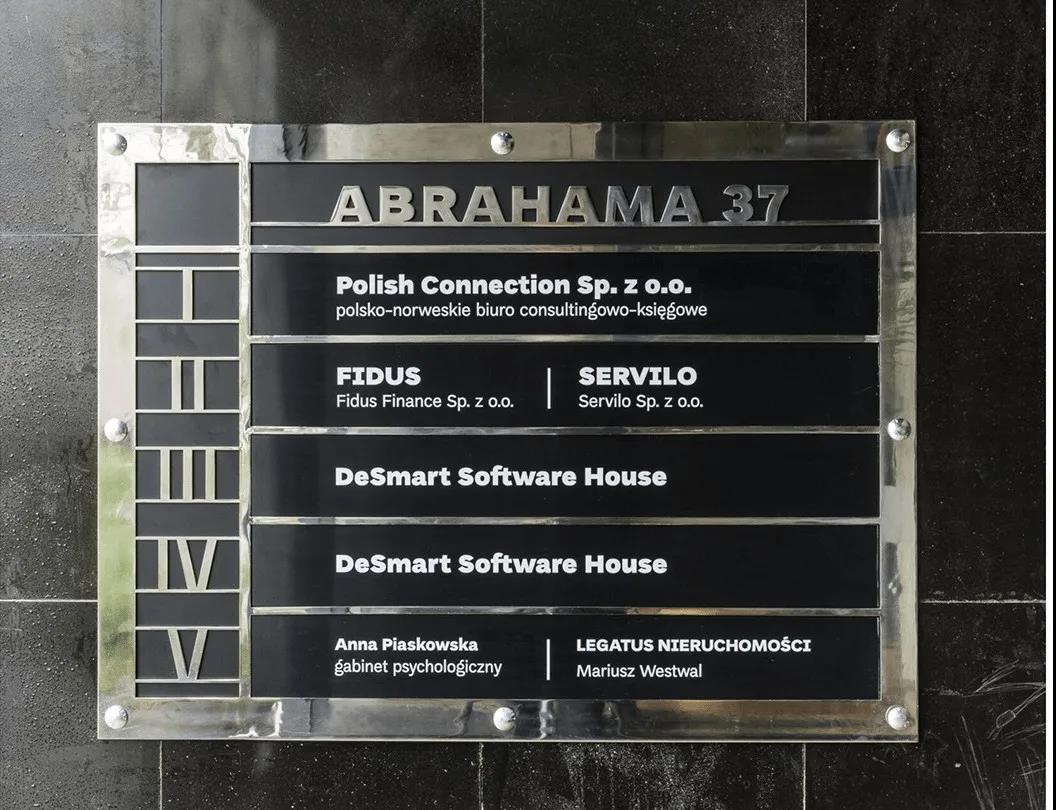 ABRAHAMA 37
I
Polish Connection Sp. z o.o.
polsko-norweskie biuro consultingowo-księgowe
II
FIDUS | SERVILO
Fidus Finance Sp. z o.o. | Servilo Sp. z o.o.
III
DeSmart Software House
IV
DeSmart Software House
V
Anna Piaskowska | LEGATUS NIERUCHOMOŚCI
gabinet psychologiczny | Mariusz Westwal